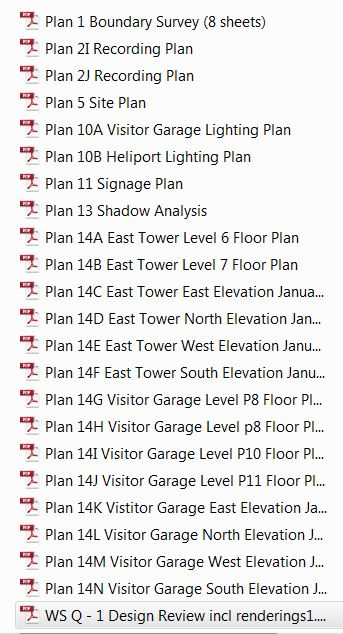 Plan 1 Boundary Survey (8 sheets)
Plan 2I Recording Plan
Plan 2J Recording Plan
Plan 5 Site Plan
Plan 10A Visitor Garage Lighting Plan
Plan 10B Heliport Lighting Plan
Plan 11 Signage Plan
Plan 13 Shadow Analysis
Plan 14A East Tower Level 6 Floor Plan
Plan 14B East Tower Level 7 Floor Plan
Plan 14C East Tower East Elevation Janua...
Plan 14D East Tower North Elevation Jan...
Plan 14E East Tower West Elevation Janu...
Plan 14F East Tower South Elevation Janu...
Plan 14G Visitor Garage Level P8 Floor Pl...
Plan 14H Visitor Garage Level p8 Floor Pl...
Plan 14I Visitor Garage Level P10 Floor Pl...
Plan 14J Visitor Garage Level P11 Floor Pl...
Plan 14K Vistitor Garage East Elevation Ja...
Plan 14L Visitor Garage North Elevation J...
Plan 14M Visitor Garage West Elevation J...
Plan 14N Visitor Garage South Elevation J...
WS Q - 1 Design Review incl renderings1....